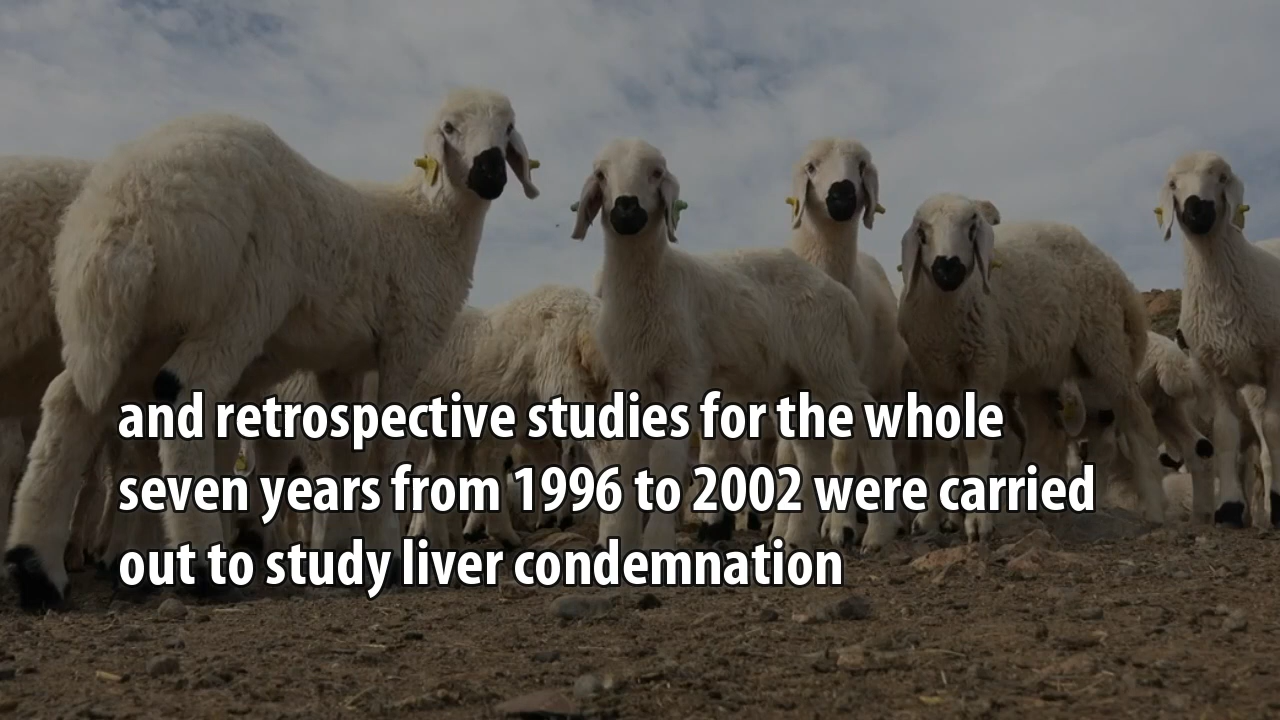 and retrospective studies for the whole
seven years from 1996 to 2002 were carried
out to study liver condemnation